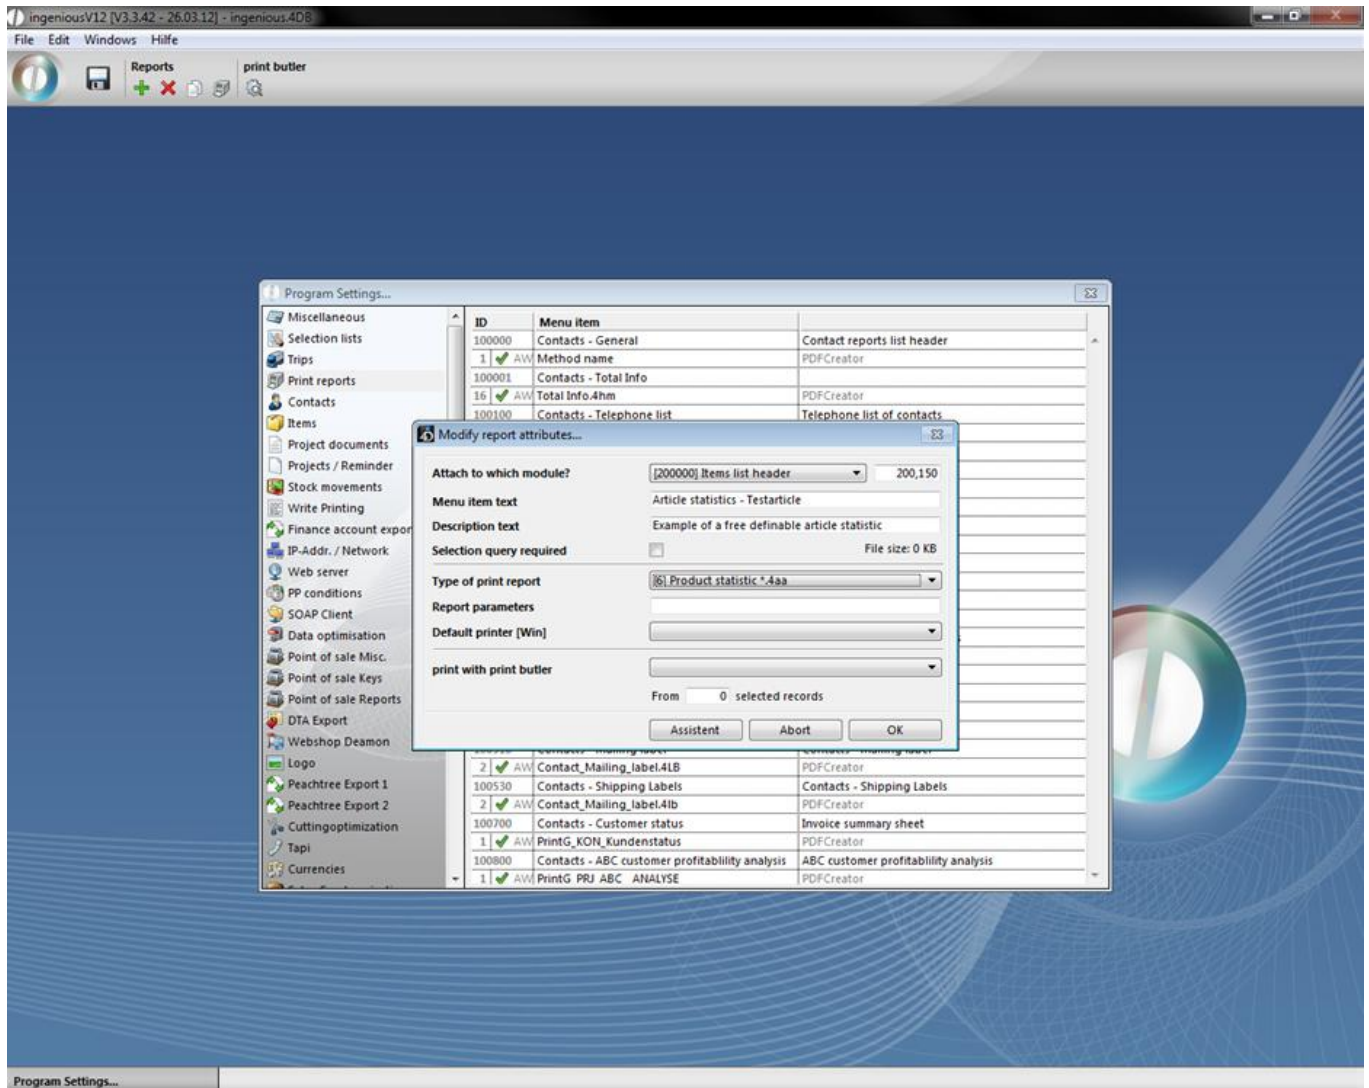 ingeniousV12 [V3.3.42 - 26.03.12] - ingenious.4DB
File Edit Windows Hilfe
Reports print butler
Program Settings...
Miscellaneous
Selection lists
Trips
Print reports
Contacts
Items
Project documents
Projects / Reminder
Stock movements
Write Printing
Finance account expor
IP-Addr. / Network
Web server
PP conditions
SOAP Client
Data optimisation
Point of sale Misc.
Point of sale Keys
Point of sale Reports
DTA Export
Webshop Deamon
Logo
Peachtree Export 1
Peachtree Export 2
Cuttingoptimization
Tapi
Currencies
ID Menu item
100000 Contacts - General Contact reports list header
1 AW Method name PDFCreator
100001 Contacts - Total Info
16 AW Total Info.4hm PDFCreator
100100 Contacts - Telephone list Telephone list of contacts
Modify report attributes...
Attach to which module? [200000] Items list header 200,150
Menu item text Article statistics - Testarticle
Description text Example of a free definable article statistic
Selection query required File size: 0 KB
Type of print report [6] Product statistic *.4aa
Report parameters
Default printer [Win]
print with print butler
From 0 selected records
Assistent Abort OK
2 AW Contact_Mailing_label.4LB PDFCreator
100530 Contacts - Shipping Labels Contacts - Shipping Labels
2 AW Contact_Mailing_label.4lb PDFCreator
100700 Contacts - Customer status Invoice summary sheet
1 AW PrintG_KON_Kundenstatus PDFCreator
100800 Contacts - ABC customer profitablility analysis ABC customer profitablility analysis
1 AW PrintG_PRJ_ABC_ANALYSE PDFCreator
Program Settings...